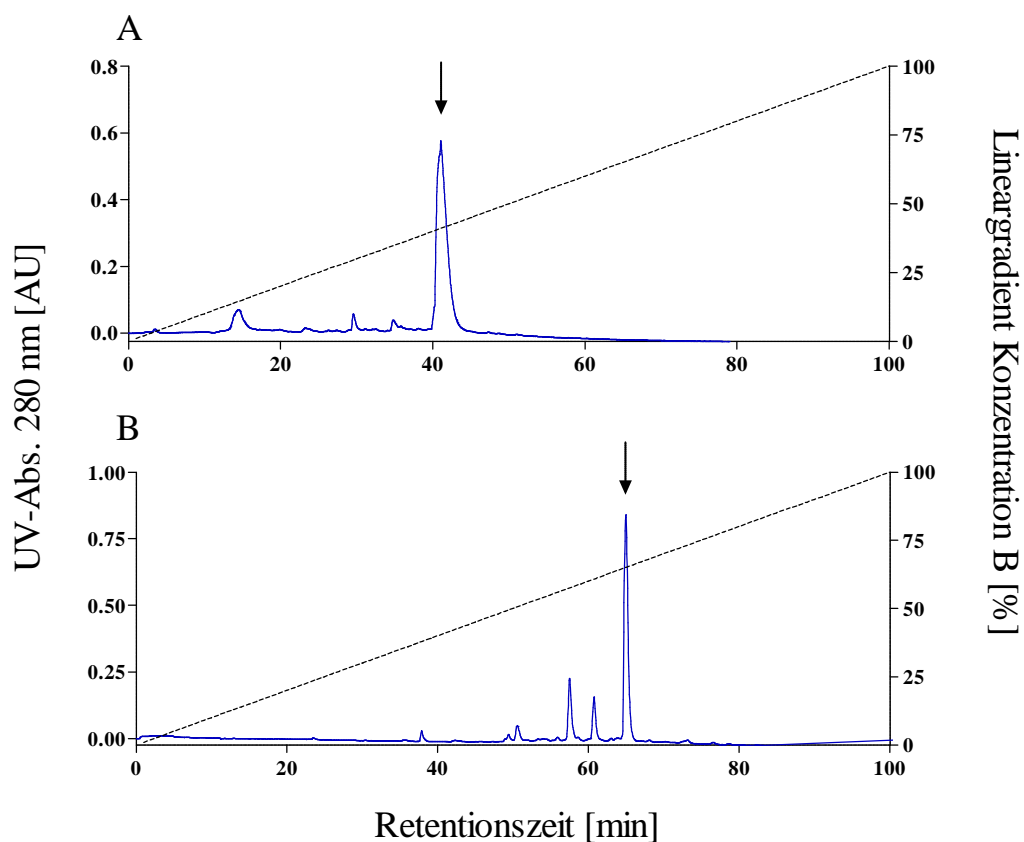 A
0.8
0.6
0.4
0.2
0.0
100
75
50
25
0
0 20 40 60 80 100
B
1.00
0.75
0.50
0.25
0.00
100
75
50
25
0
0 20 40 60 80 100
UV-Abs. 280 nm [AU]
Lineargradient Konzentration B [%]
Retentionszeit [min]